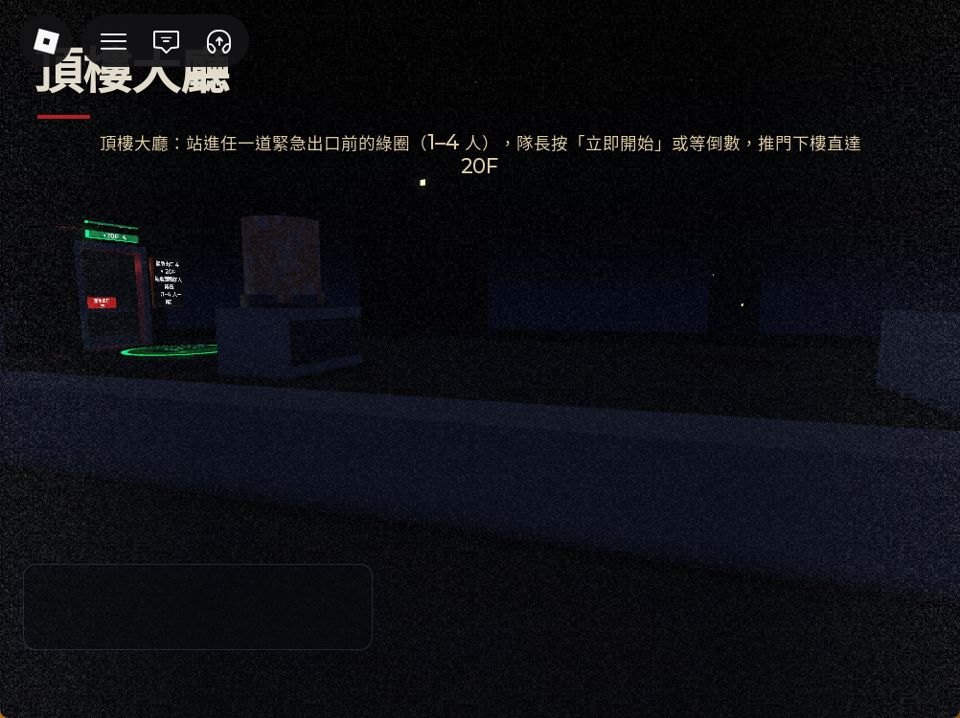 頂樓大廳
頂樓大廳：站進任一道緊急出口前的綠圈（1–4 人），隊長按「立即開始」或等倒數，推門下樓直達
20F